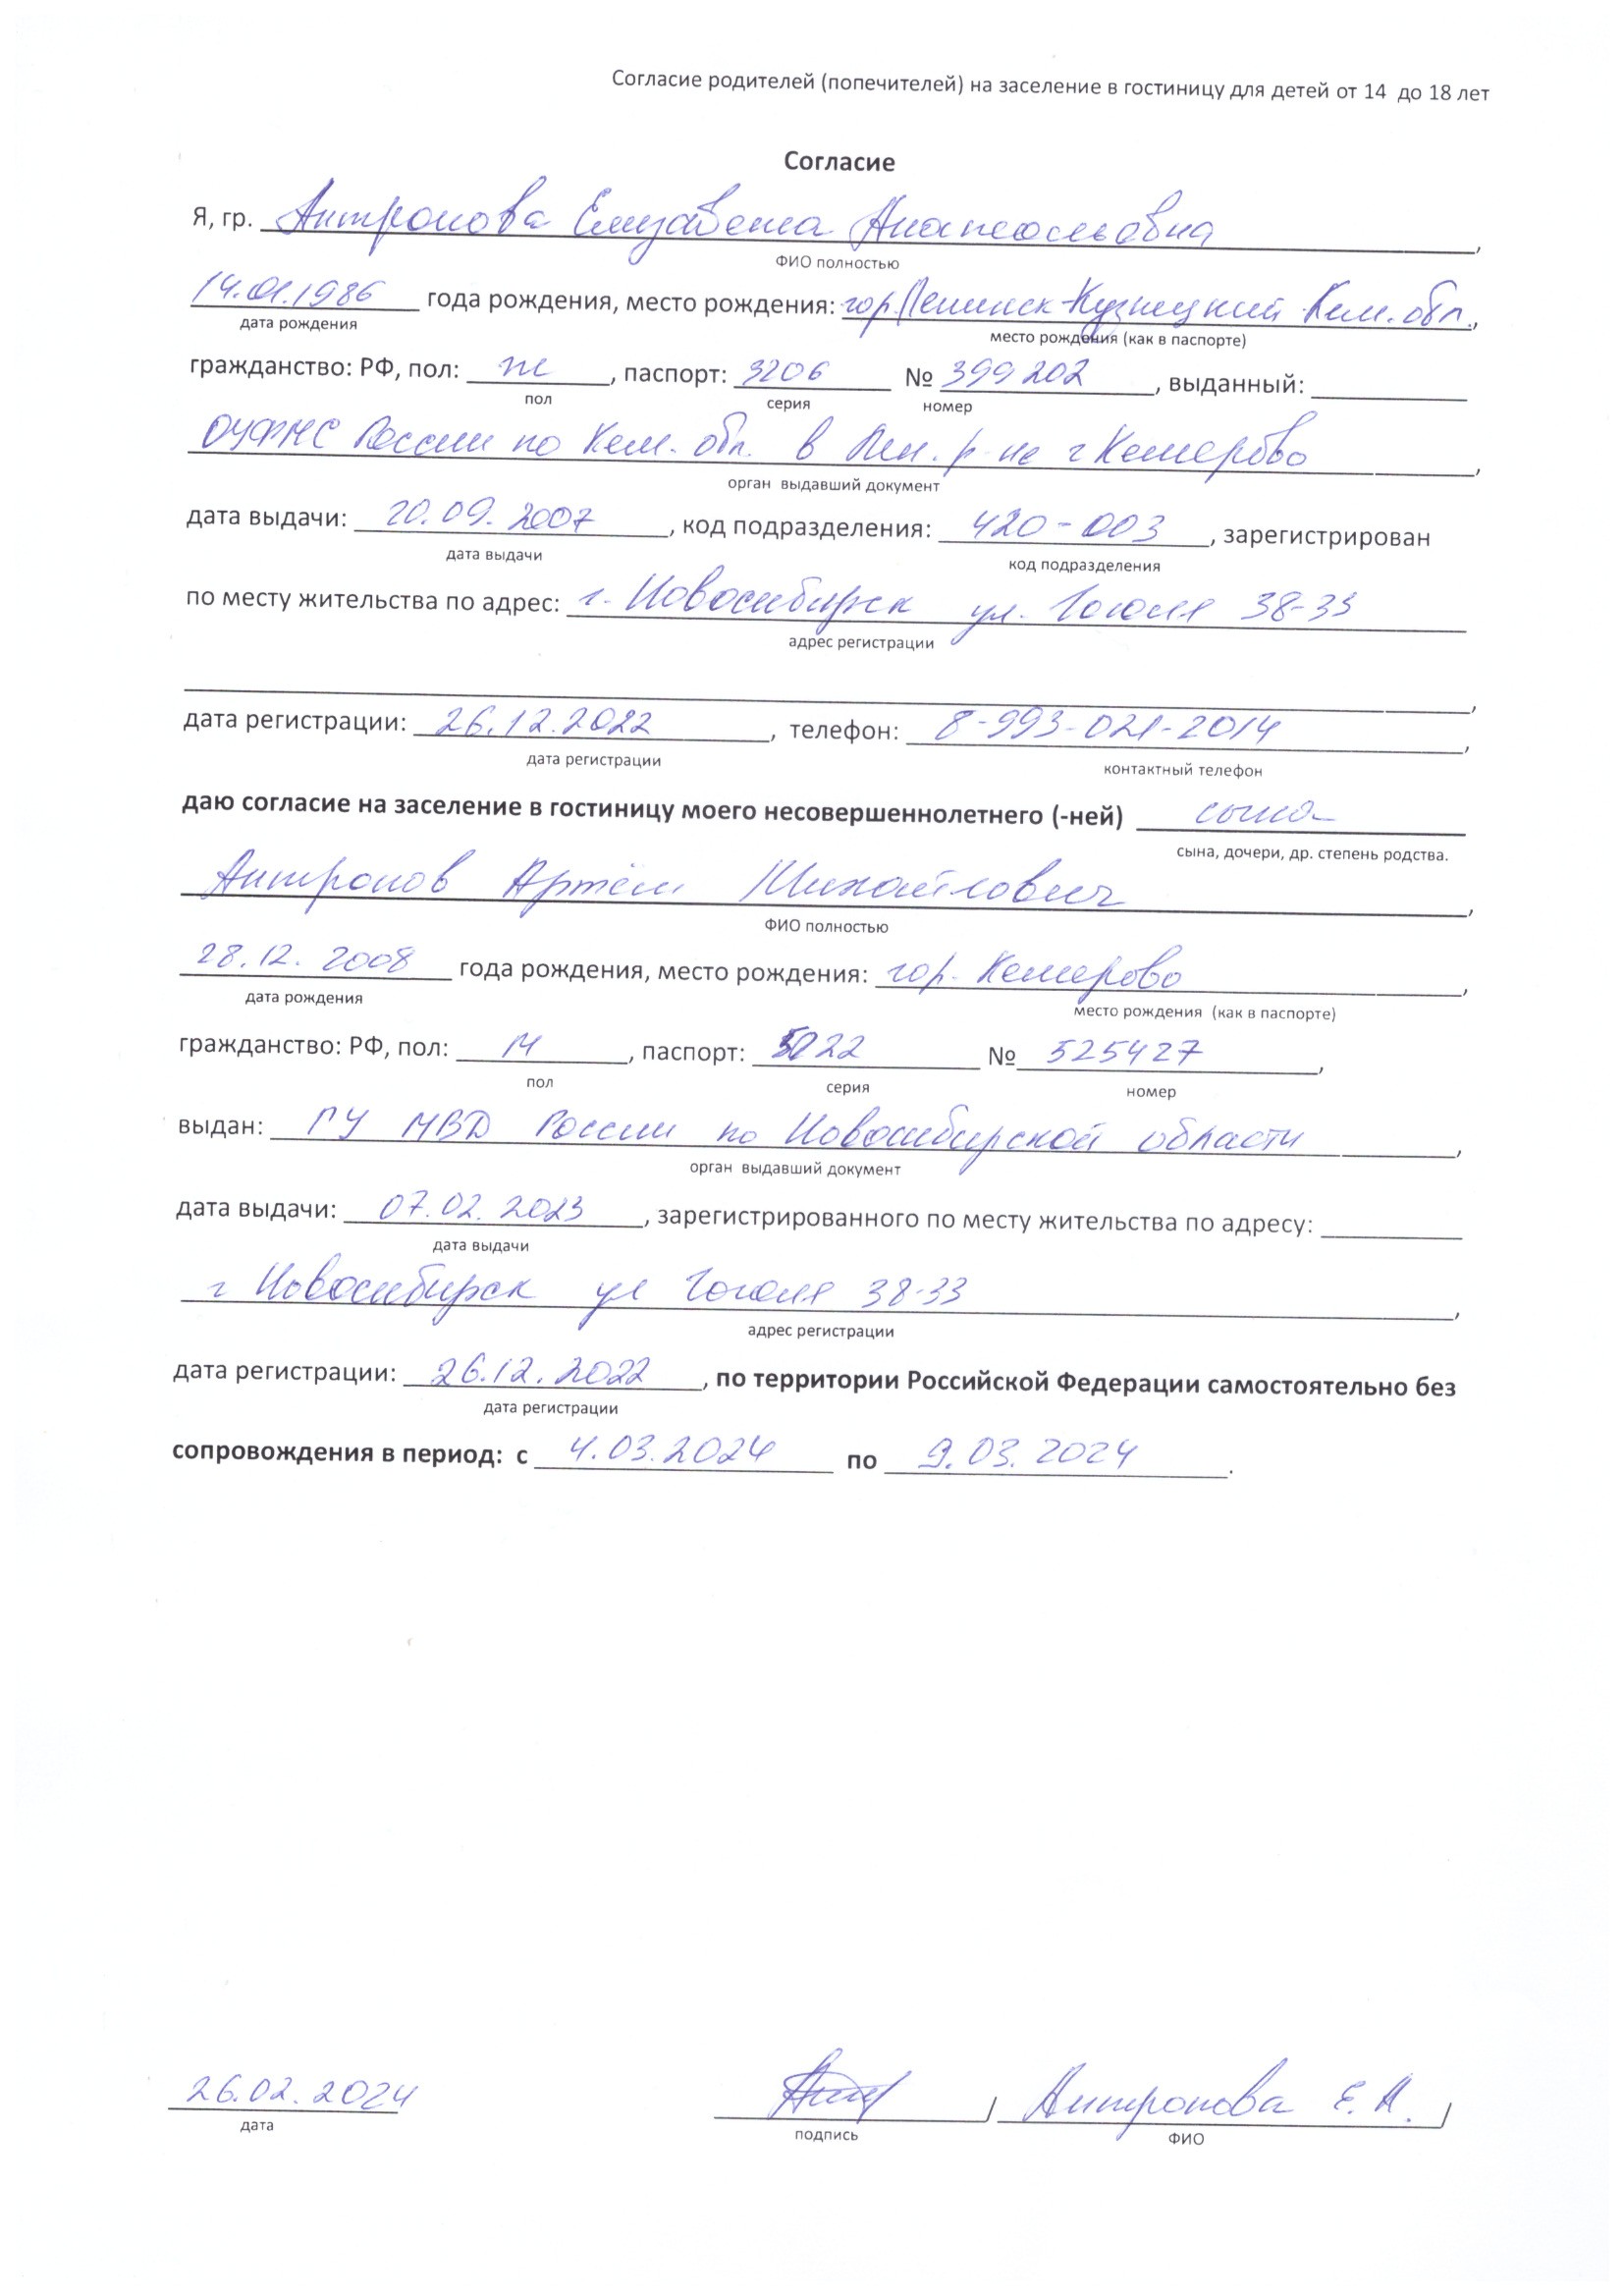 Согласие родителей (попечителей) на заселение в гостиницу для детей от 14 до 18 лет
Согласие
Я, гр. Антропова Елизавета Анатольевна,
ФИО полностью
14.01.1986 года рождения, место рождения: гор. Ленинск-Кузнецкий Кем. обл.,
дата рождения место рождения (как в паспорте)
гражданство: РФ, пол: ж, паспорт: 3206 № 399202, выданный:
пол серия номер
ОУФМС России по Кем. обл. в Лен. р-не г Кемерово,
орган выдавший документ
дата выдачи: 20.09.2007, код подразделения: 420-003, зарегистрирован
дата выдачи код подразделения
по месту жительства по адрес: г. Новосибирск ул. Гоголя 38-33
адрес регистрации
,
дата регистрации: 26.12.2022, телефон: 8-993-021-2014,
дата регистрации контактный телефон
даю согласие на заселение в гостиницу моего несовершеннолетнего (-ней) сына
сына, дочери, др. степень родства.
Антропов Артём Михайлович,
ФИО полностью
28.12.2008 года рождения, место рождения: гор. Кемерово,
дата рождения место рождения (как в паспорте)
гражданство: РФ, пол: М, паспорт: 5022 № 525427,
пол серия номер
выдан: ГУ МВД России по Новосибирской области,
орган выдавший документ
дата выдачи: 07.02.2023, зарегистрированного по месту жительства по адресу:
дата выдачи
г Новосибирск ул Гоголя 38-33,
адрес регистрации
дата регистрации: 26.12.2022, по территории Российской Федерации самостоятельно без
дата регистрации
сопровождения в период: с 4.03.2024 по 9.03.2024.
26.02.2024 / Антропова Е. А. /
дата подпись ФИО